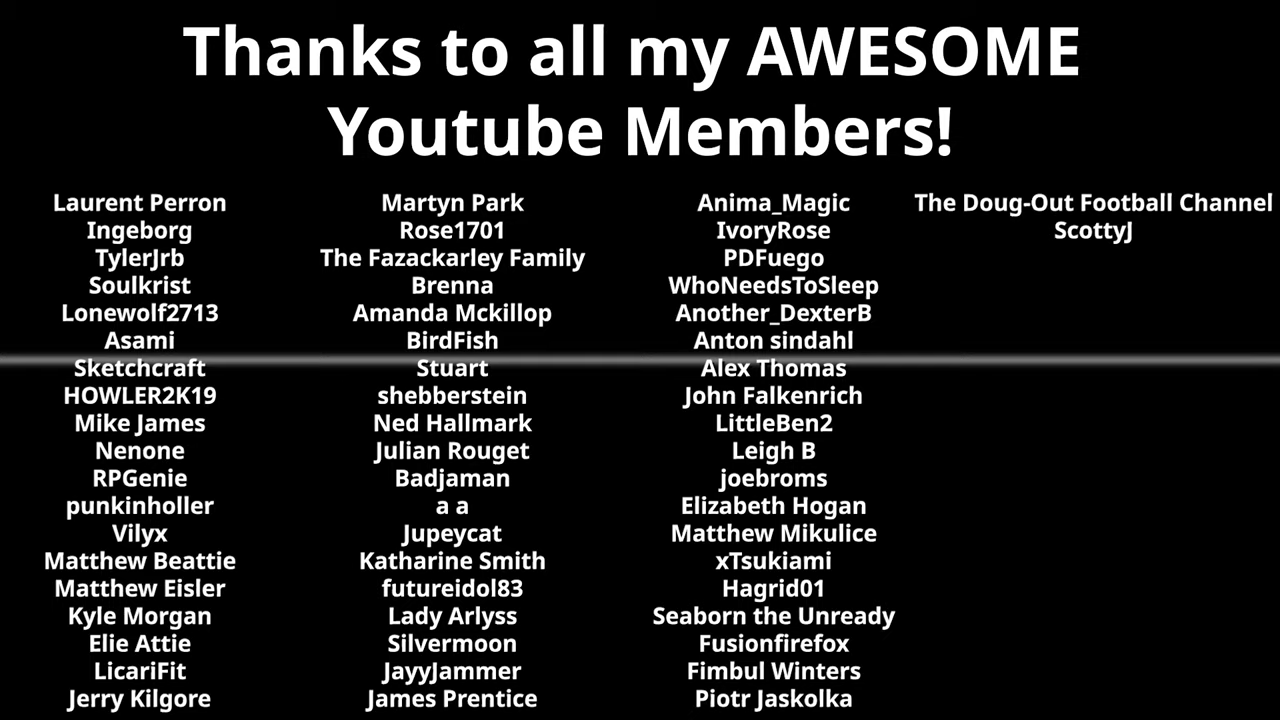 Thanks to all my AWESOME
Youtube Members!
Laurent Perron
Ingeborg
TylerJrb
Soulkrist
Lonewolf2713
Asami
Sketchcraft
HOWLER2K19
Mike James
Nenone
RPGenie
punkinholler
Vilyx
Matthew Beattie
Matthew Eisler
Kyle Morgan
Elie Attie
LicariFit
Jerry Kilgore
Martyn Park
Rose1701
The Fazackarley Family
Brenna
Amanda Mckillop
BirdFish
Stuart
shebberstein
Ned Hallmark
Julian Rouget
Badjaman
a a
Jupeycat
Katharine Smith
futureidol83
Lady Arlyss
Silvermoon
JayyJammer
James Prentice
Anima_Magic
IvoryRose
PDFuego
WhoNeedsToSleep
Another_DexterB
Anton sindahl
Alex Thomas
John Falkenrich
LittleBen2
Leigh B
joebroms
Elizabeth Hogan
Matthew Mikulice
xTsukiami
Hagrid01
Seaborn the Unready
Fusionfirefox
Fimbul Winters
Piotr Jaskolka
The Doug-Out Football Channel
ScottyJ